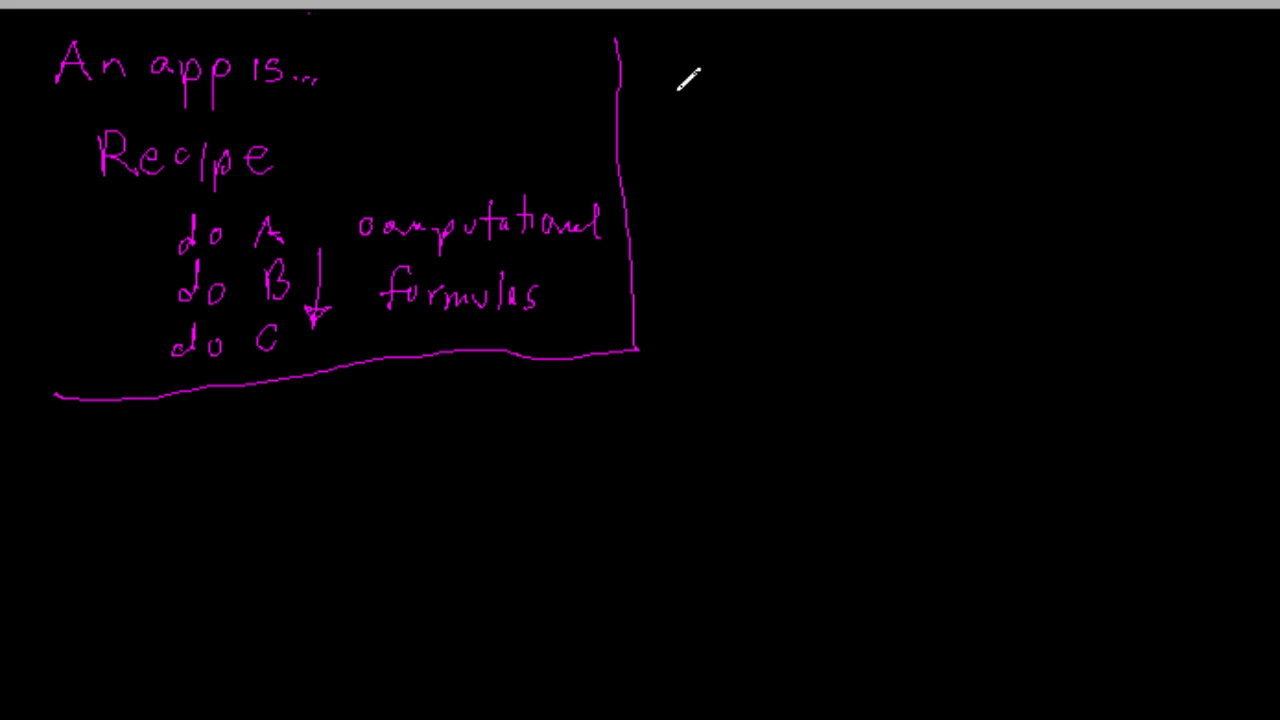 An app is...
Recipe
do A
do B
do C
computational
formulas